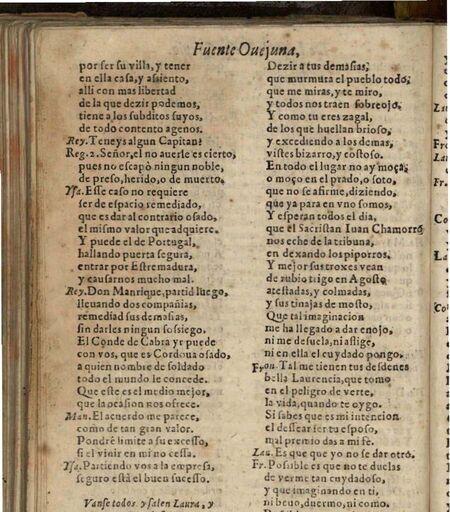 Fuente Ouejuna,
por ser su villa, y tener
en ella casa, y assiento,
alli con mas libertad
de la que dezir podemos,
tiene a los subditos suyos,
de todo contento agenos.
Rey. Teneys algun Capitan?
Reg. 2. Señor, el no auerle es cierto,
pues no escapò ningun noble,
de preso, herido, o de muerto.
Ysa. Esse caso no requiere
ser de espacio remediado,
que es dar al contrario osado,
el mismo valor que adquiere.
Y puede el de Portugal,
hallando puerta segura,
entrar por Estremadura,
y causarnos mucho mal.
Rey. Don Manrique, partid luego,
lleuando dos compañias,
remediad sus demasias,
sin darles ningun sossiego.
El Conde de Cabra yr puede
con vos, que es Cordoua osado,
a quien nombre de soldado
todo el mundo le concede.
Que este es el medio mejor,
que la ocasion nos ofrece.
Man. El acuerdo me parece,
como de tan gran valor.
Pondrè limite a su excesso,
si el viuir en mi no cessa.
Ysa. Partiendo vos a la empresa,
seguro està el buen sucesso.
Vanse todos, y salen Laura, y
Dezir a tus demasias,
que murmura el pueblo todo,
que me miras, y te miro,
y todos nos traen sobreojo.
Y como tu eres zagal,
de los que huellan brioso,
y excediendo a los demas,
vistes bizarro, y costoso.
En todo el lugar no ay moça,
o moço en el prado, o soto,
que no se afirme, diziendo,
que ya para en vno somos,
Y esperan todos el dia,
que el Sacristan Iuan Chamorro
nos eche de la tribuna,
en dexando los piporros.
Y mejor sus troxes vean
de rubio trigo en Agosto
atestadas, y colmadas,
y sus tinajas de mosto,
Que tal imaginacion
me ha llegado a dar enojo,
ni me desuela, ni aflige,
ni en ella el cuydado pongo.
Fron. Tal me tienen tus desdenes
bella Laurencia, que tomo
en el peligro de verte,
la vida, quando te oygo.
Si sabes que es mi intencion
el dessear ser tu esposo,
mal premio das a mi fè.
Lau. Es que yo no se dar otro.
Fr. Possible es que no te duelas
de verme tan cuydadoso,
y que imaginando en ti,
ni beuo, duermo, ni como.